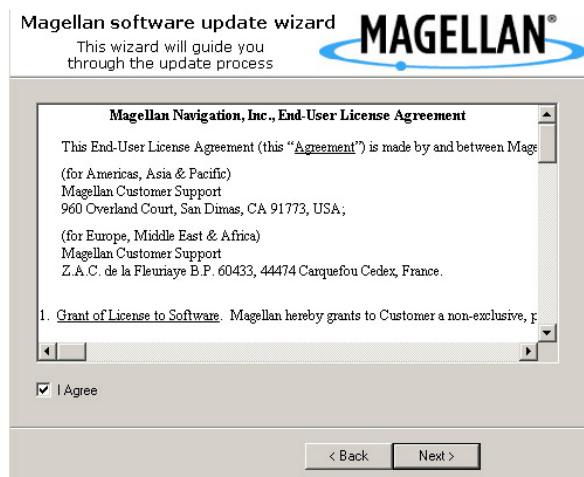 Magellan software update wizard
This wizard will guide you
through the update process
MAGELLAN®
Magellan Navigation, Inc., End-User License Agreement
This End-User License Agreement (this “Agreement”) is made by and between Mage
(for Americas, Asia & Pacific)
Magellan Customer Support
960 Overland Court, San Dimas, CA 91773, USA;
(for Europe, Middle East & Africa)
Magellan Customer Support
Z.A.C. de la Fleuriaye B.P. 60433, 44474 Carquefou Cedex, France.
1. Grant of License to Software. Magellan hereby grants to Customer a non-exclusive, p
I Agree
< Back
Next >